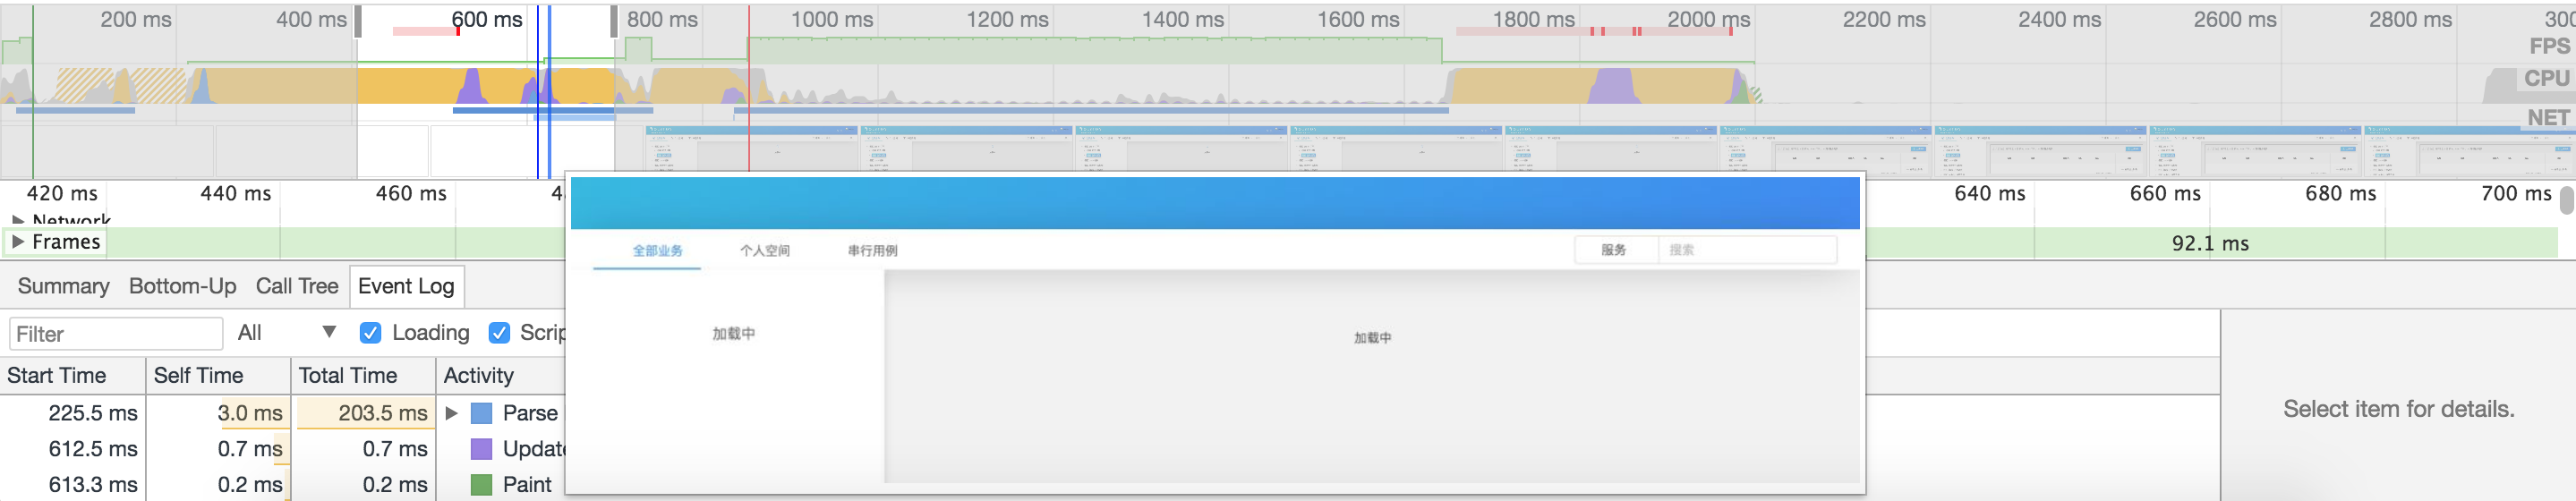 200 ms 400 ms 600 ms 800 ms 1000 ms 1200 ms 1400 ms 1600 ms 1800 ms 2000 ms 2200 ms 2400 ms 2600 ms 2800 ms 300
FPS
CPU
NET
420 ms 440 ms 460 ms 4 640 ms 660 ms 680 ms 700 ms
Network
Frames 92.1 ms
全部业务 个人空间 串行用例 服务 搜索
Summary Bottom-Up Call Tree Event Log
Filter All Loading Scrip
加载中 加载中
Start Time Self Time Total Time Activity
225.5 ms 3.0 ms 203.5 ms Parse
Select item for details.
612.5 ms 0.7 ms 0.7 ms Update
613.3 ms 0.2 ms 0.2 ms Paint